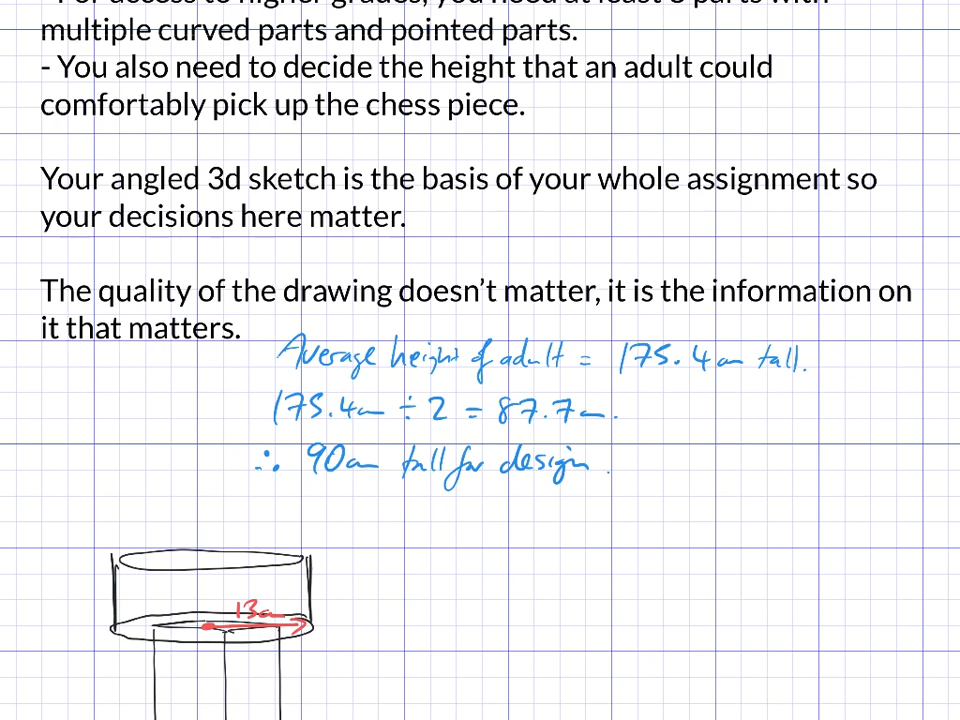 multiple curved parts and pointed parts.
- You also need to decide the height that an adult could
comfortably pick up the chess piece.
Your angled 3d sketch is the basis of your whole assignment so
your decisions here matter.
The quality of the drawing doesn't matter, it is the information on
it that matters.
Average height of adult = 175.4cm tall.
175.4cm ÷ 2 = 87.7cm.
∴ 90cm tall for design.
13cm